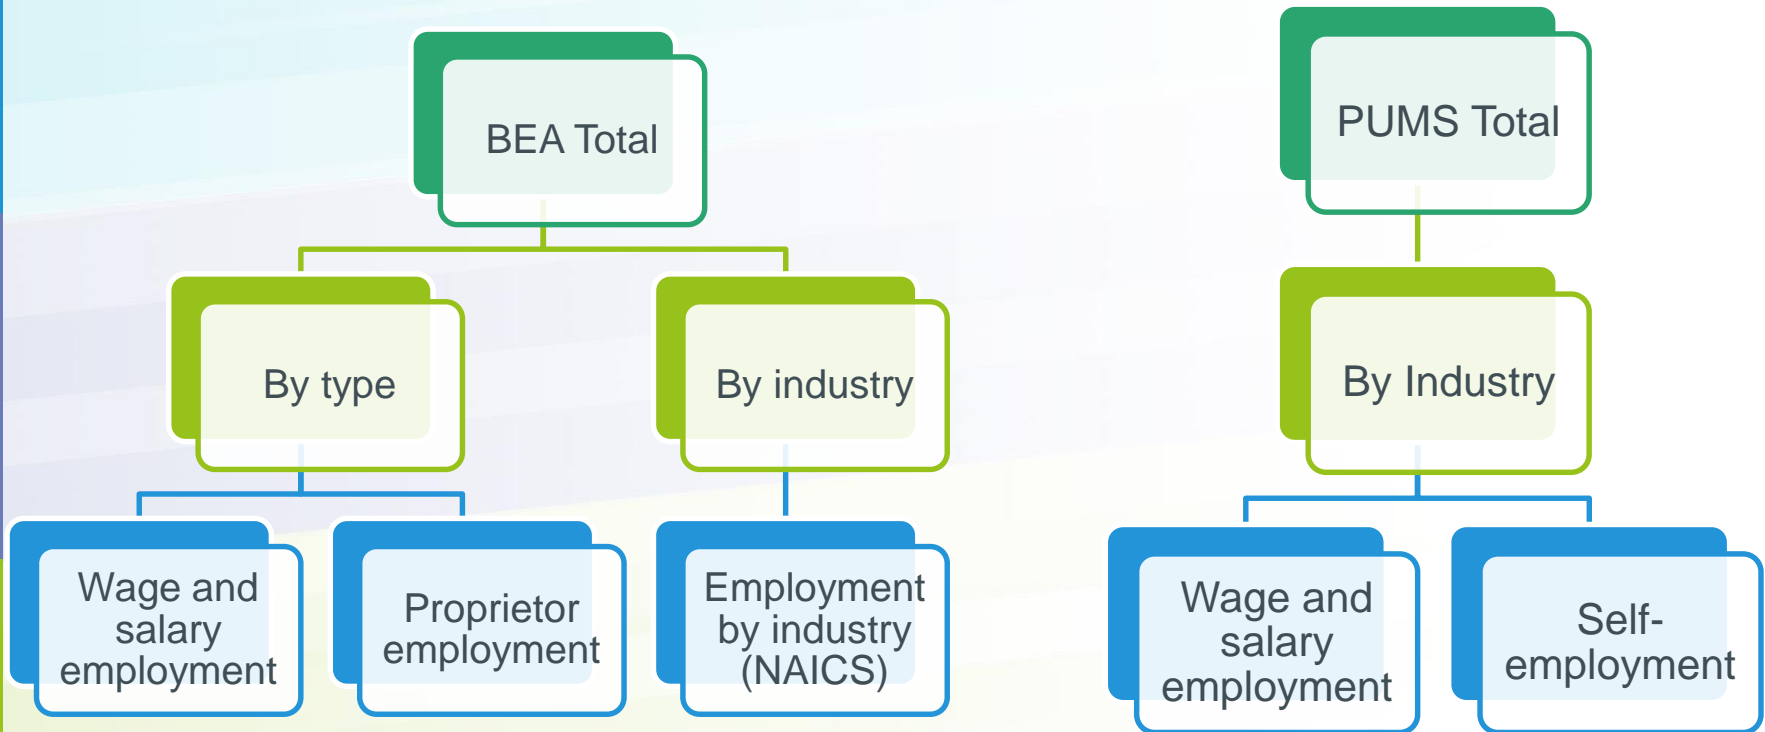 BEA Total
PUMS Total
By type
By industry
By Industry
Wage and
salary
employment
Proprietor
employment
Employment
by industry
(NAICS)
Wage and
salary
employment
Self-
employment